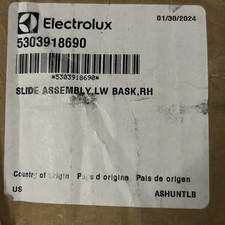 Electrolux
01/30/2024
5303918690
*5303918690*
SLIDE ASSEMBLY,LW BASK,RH
Country of Origin Pays d origine Pais de origen
US ASHUNTLB